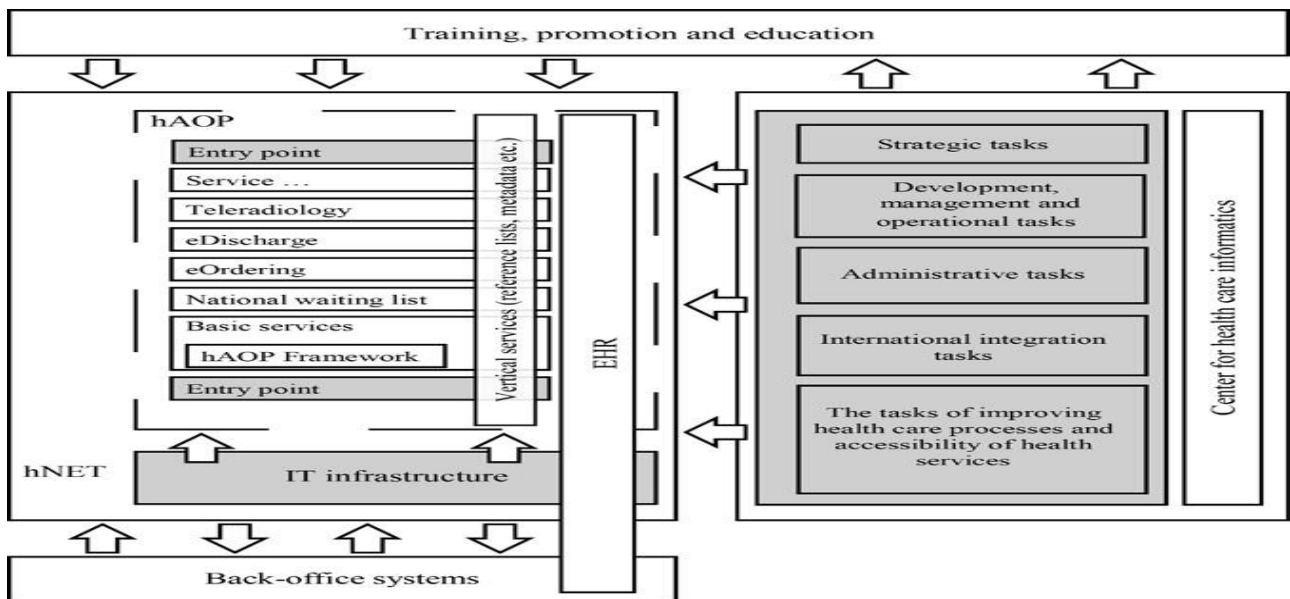 Training, promotion and education
hAOP
Entry point
Service ...
Teleradiology
eDischarge
eOrdering
National waiting list
Basic services
hAOP Framework
Entry point
Vertical services (reference lists, metadata etc.)
EHR
hNET
IT infrastructure
Back-office systems
Strategic tasks
Development,
management and
operational tasks
Administrative tasks
International integration
tasks
The tasks of improving
health care processes and
accessibility of health
services
Center for health care informatics